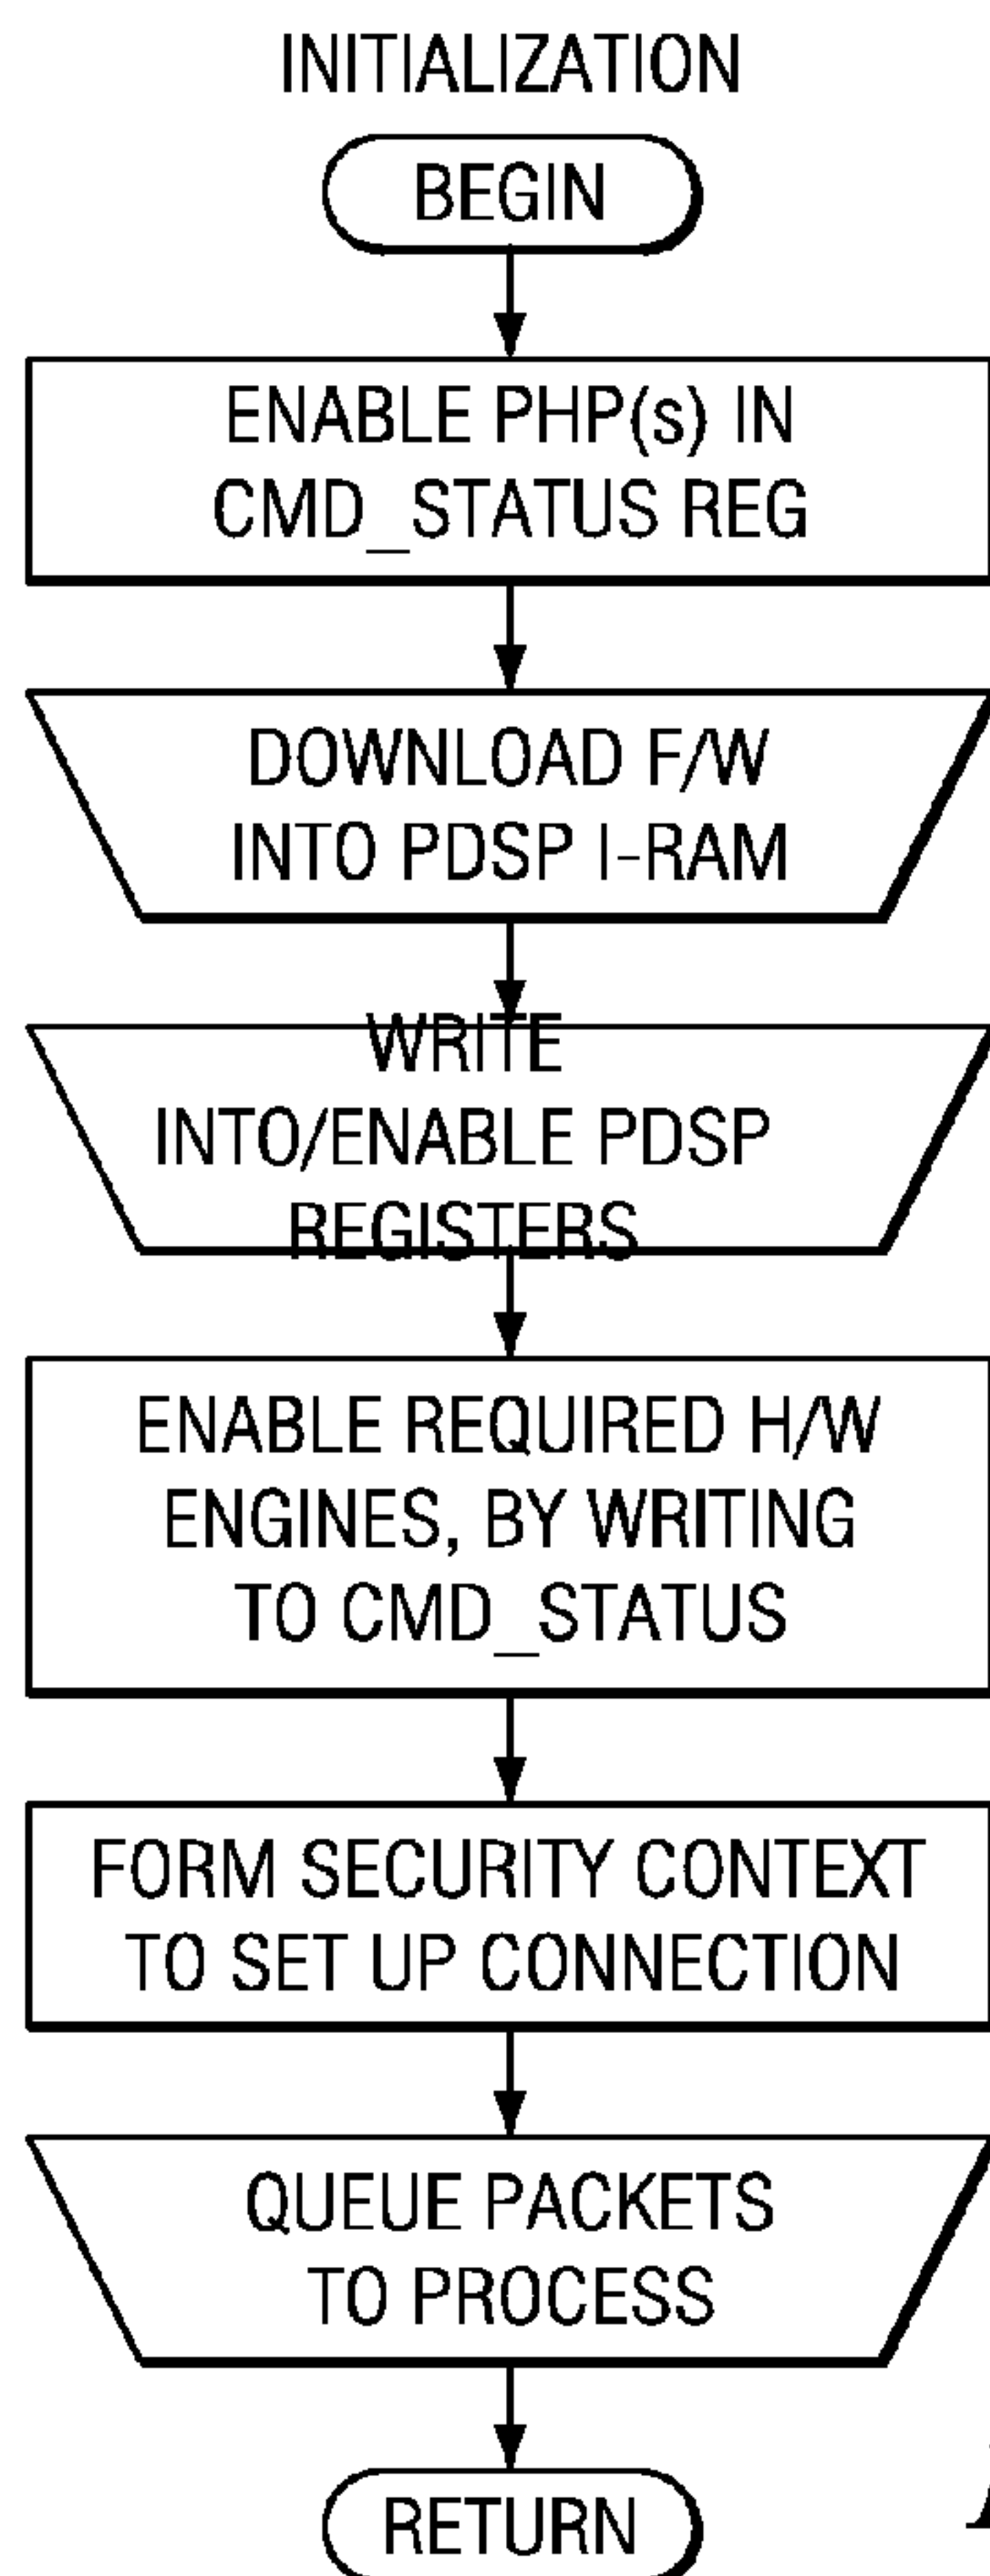 INITIALIZATION
BEGIN
ENABLE PHP(s) IN
CMD_STATUS REG
DOWNLOAD F/W
INTO PDSP I-RAM
WRITE
INTO/ENABLE PDSP
REGISTERS
ENABLE REQUIRED H/W
ENGINES, BY WRITING
TO CMD_STATUS
FORM SECURITY CONTEXT
TO SET UP CONNECTION
QUEUE PACKETS
TO PROCESS
RETURN